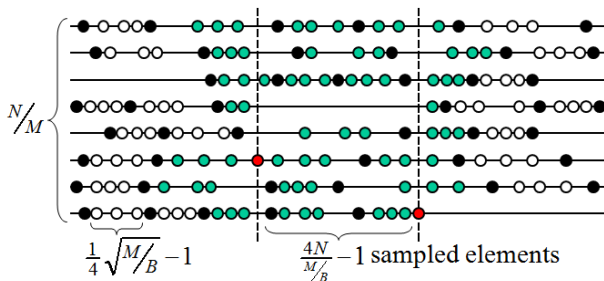 N/M
1/4 √(M/B) − 1
4N/(M/B) − 1 sampled elements